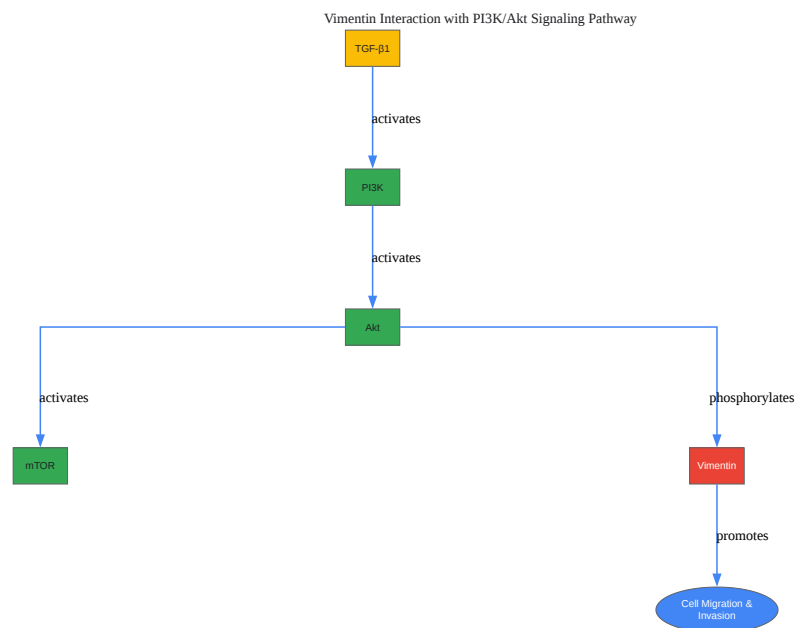 Vimentin Interaction with PI3K/Akt Signaling Pathway
TGF-β1
activates
PI3K
activates
Akt
activates
phosphorylates
mTOR
Vimentin
promotes
Cell Migration &
Invasion